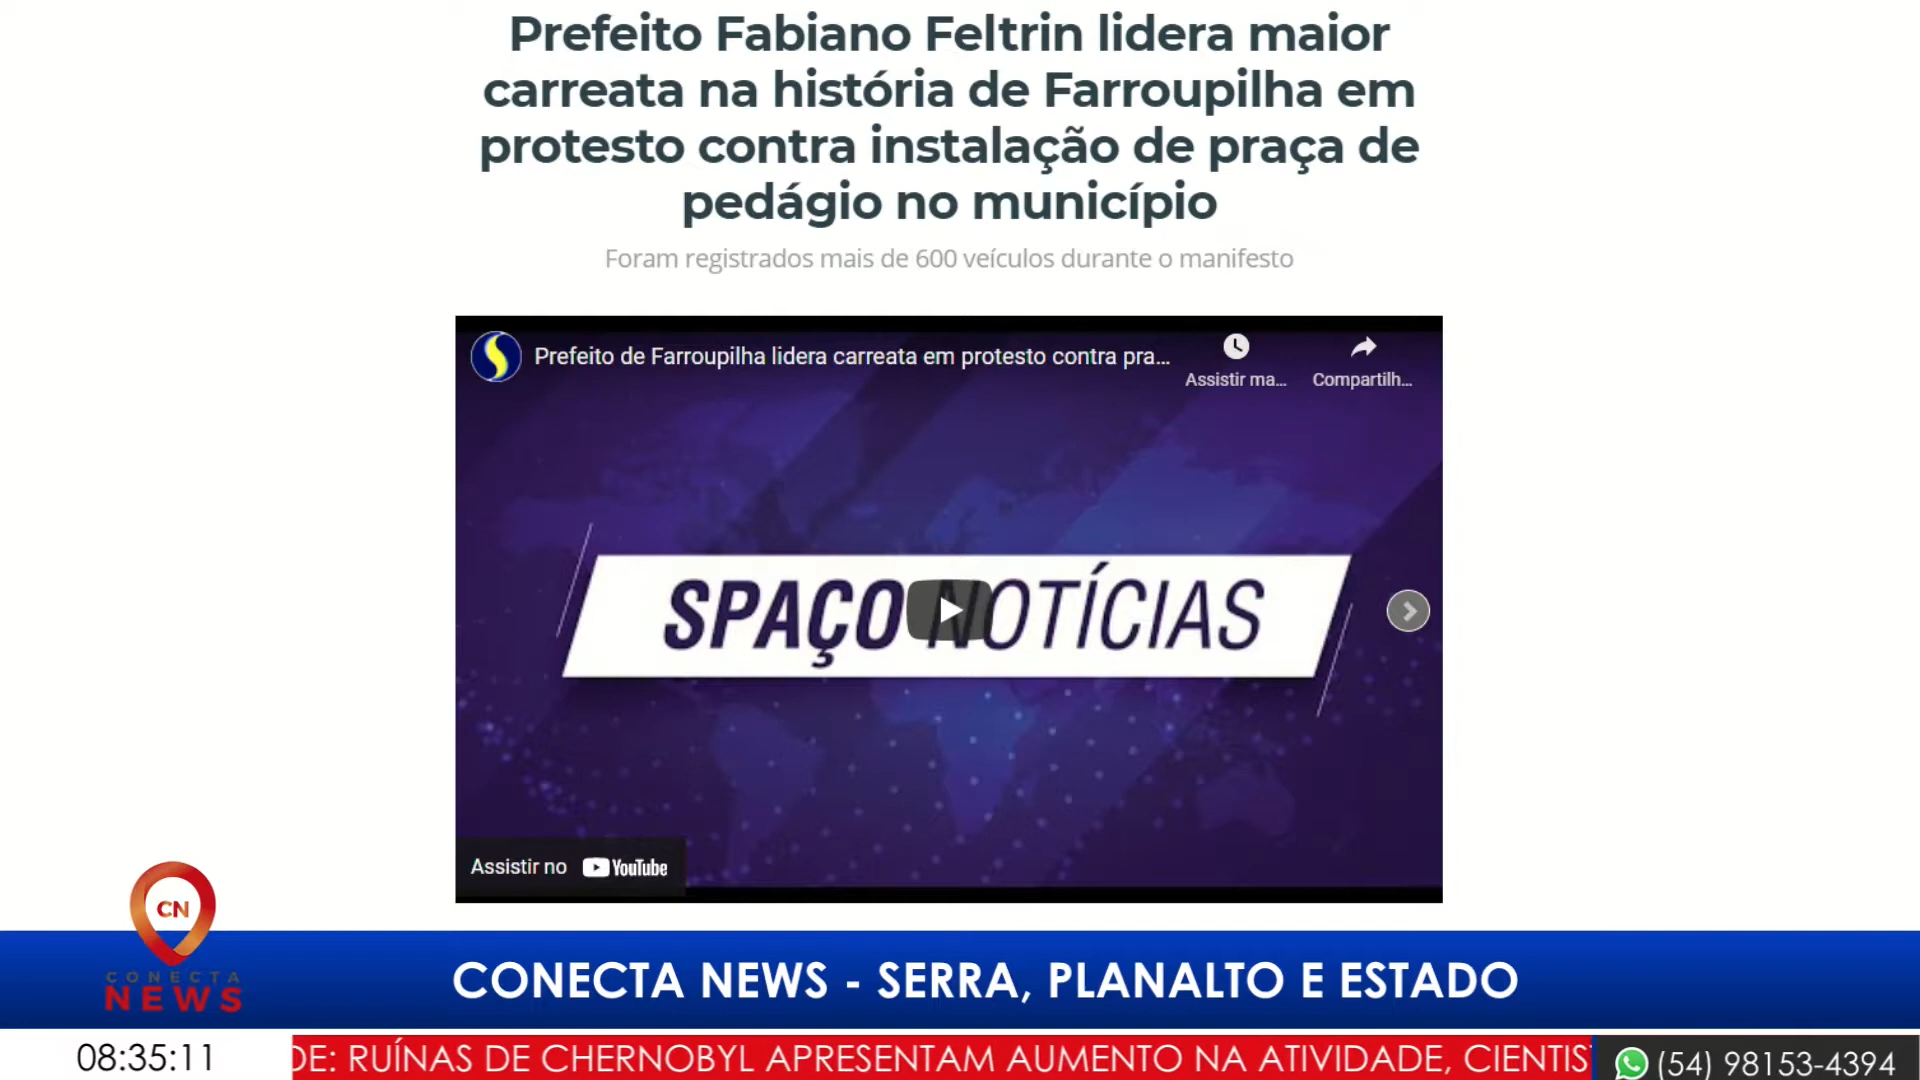 Prefeito Fabiano Feltrin lidera maior
carreata na história de Farroupilha em
protesto contra instalação de praça de
pedágio no município
Foram registrados mais de 600 veículos durante o manifesto
Prefeito de Farroupilha lidera carreata em protesto contra pra...
Assistir ma...
Compartilh...
SPAÇO NOTÍCIAS
Assistir no YouTube
CN
CONECTA
NEWS
CONECTA NEWS - SERRA, PLANALTO E ESTADO
08:35:11
DE: RUÍNAS DE CHERNOBYL APRESENTAM AUMENTO NA ATIVIDADE, CIENTIS
(54) 98153-4394